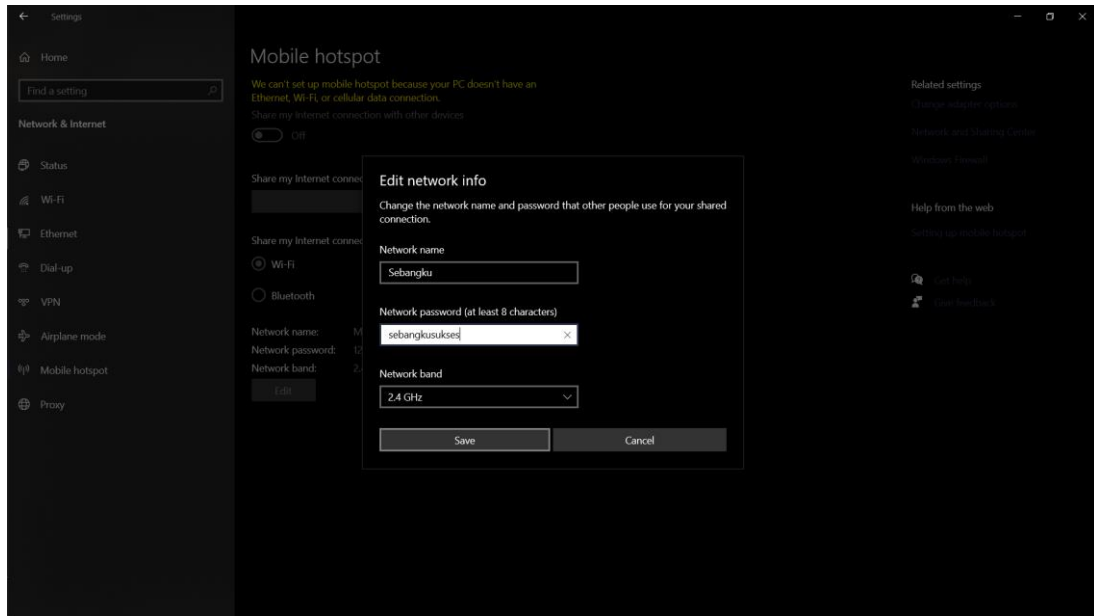 Settings
Home
Find a setting
Network & Internet
Status
Wi-Fi
Ethernet
Dial-up
VPN
Airplane mode
Mobile hotspot
Proxy
Mobile hotspot
We can't set up mobile hotspot because your PC doesn't have an
Ethernet, Wi-Fi, or cellular data connection.
Share my Internet connection with other devices
Off
Share my Internet connec
Share my Internet connec
Wi-Fi
Bluetooth
Network name: M
Network password: 12
Network band: 2.
Edit
Edit network info
Change the network name and password that other people use for your shared
connection.
Network name
Sebangku
Network password (at least 8 characters)
sebangkusukses
Network band
2.4 GHz
Save
Cancel
Related settings
Change adapter options
Network and Sharing Center
Windows Firewall
Help from the web
Setting up mobile hotspot
Get help
Give feedback